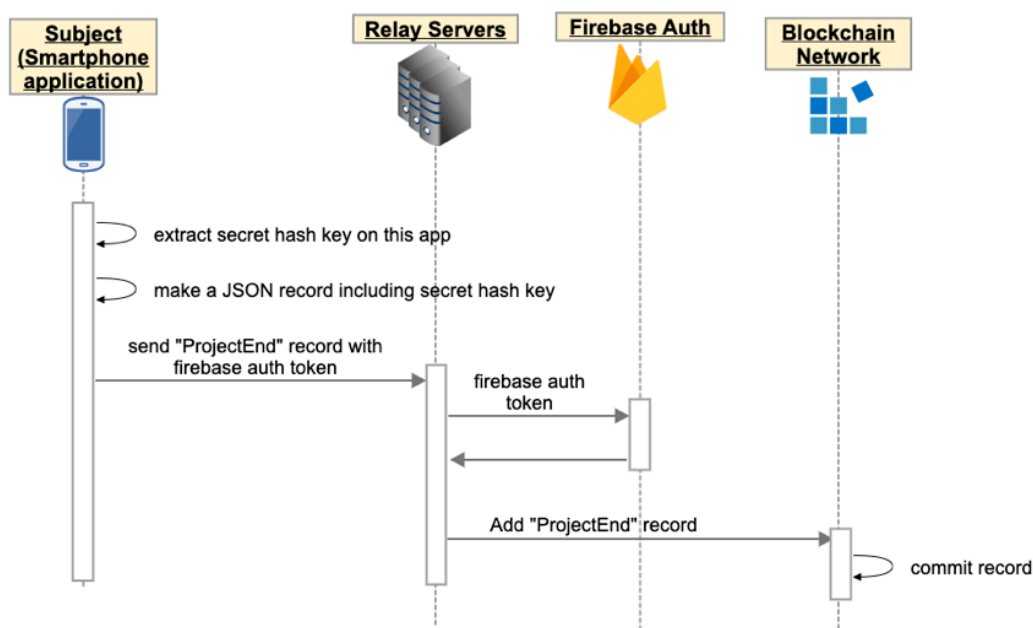 Subject
(Smartphone
application)
Relay Servers
Firebase Auth
Blockchain
Network
extract secret hash key on this app
make a JSON record including secret hash key
send "ProjectEnd" record with
firebase auth token
firebase auth
token
Add "ProjectEnd" record
commit record